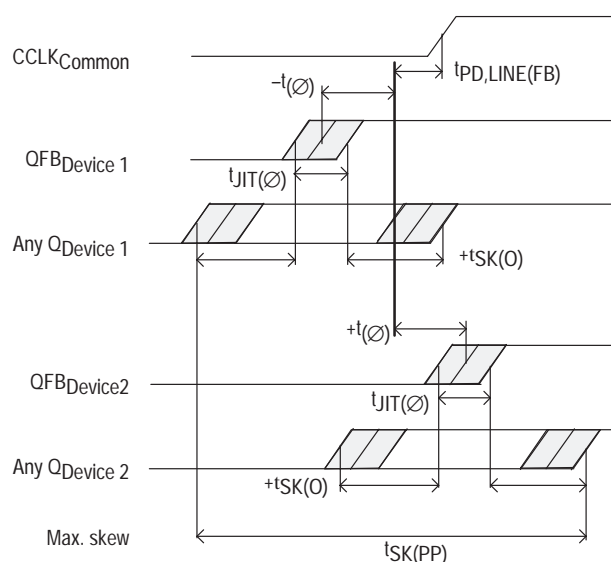 CCLKCommon
tPD,LINE(FB)
–t(∅)
QFBDevice 1
tJIT(∅)
Any QDevice 1
+tSK(O)
+t(∅)
QFBDevice2
tJIT(∅)
Any QDevice 2
+tSK(O)
Max. skew
tSK(PP)